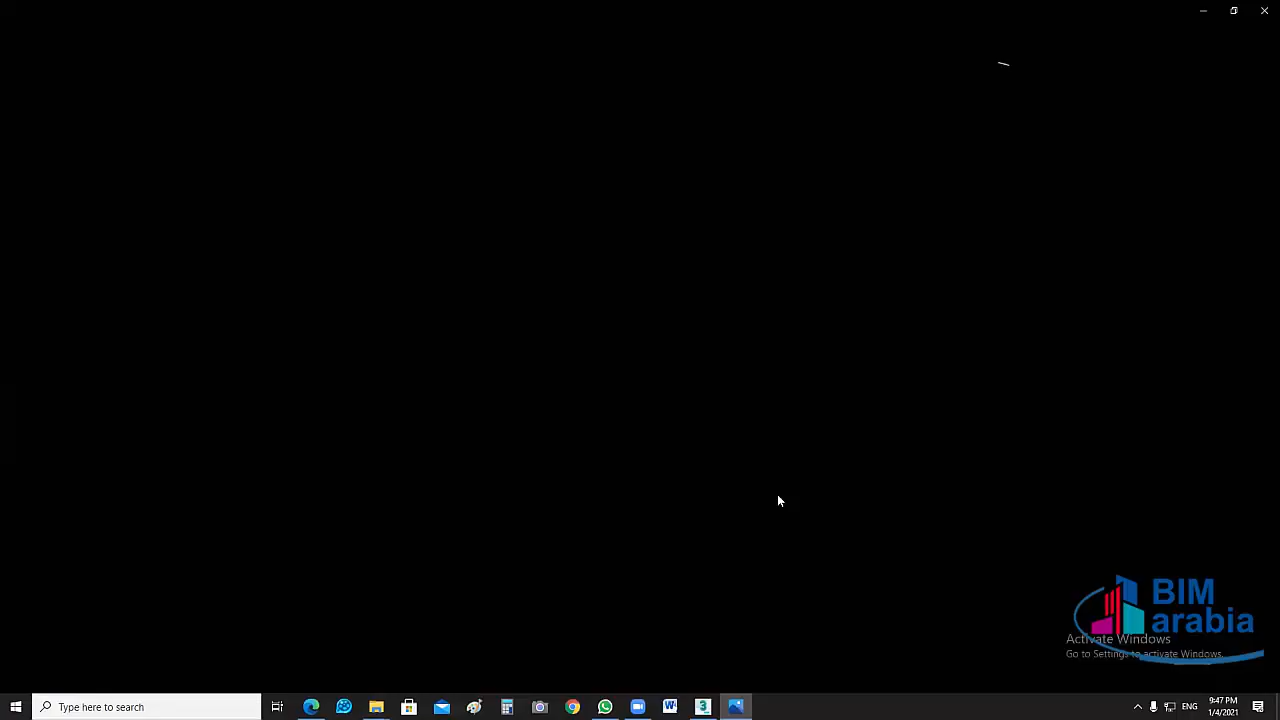 BIM
arabia
Activate Windows
Go to Settings to activate Windows.
Type here to search
ENG
9:47 PM
1/4/2021